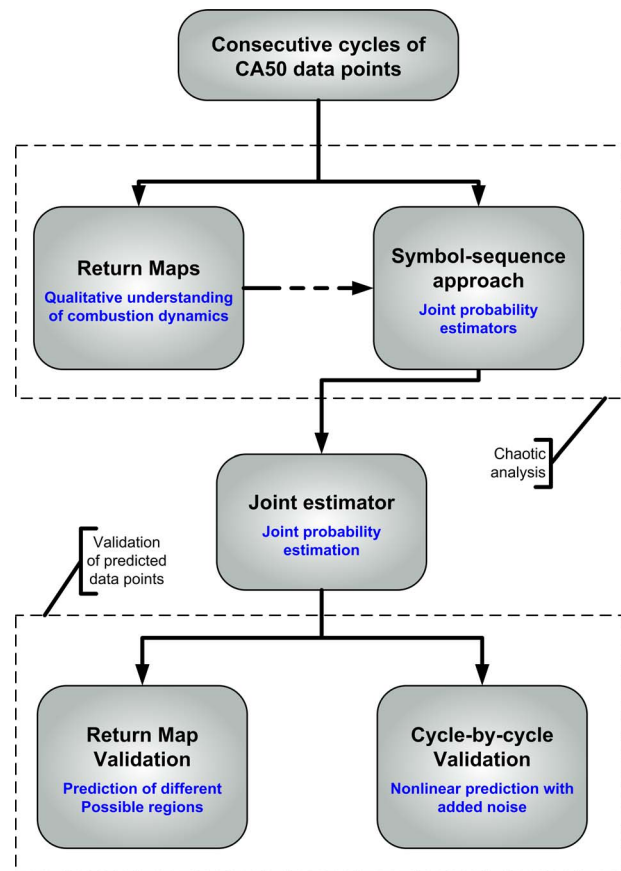 Consecutive cycles of
CA50 data points
Return Maps
Qualitative understanding
of combustion dynamics
Symbol-sequence
approach
Joint probability
estimators
Chaotic
analysis
Joint estimator
Joint probability
estimation
Validation
of predicted
data points
Return Map
Validation
Prediction of different
Possible regions
Cycle-by-cycle
Validation
Nonlinear prediction with
added noise